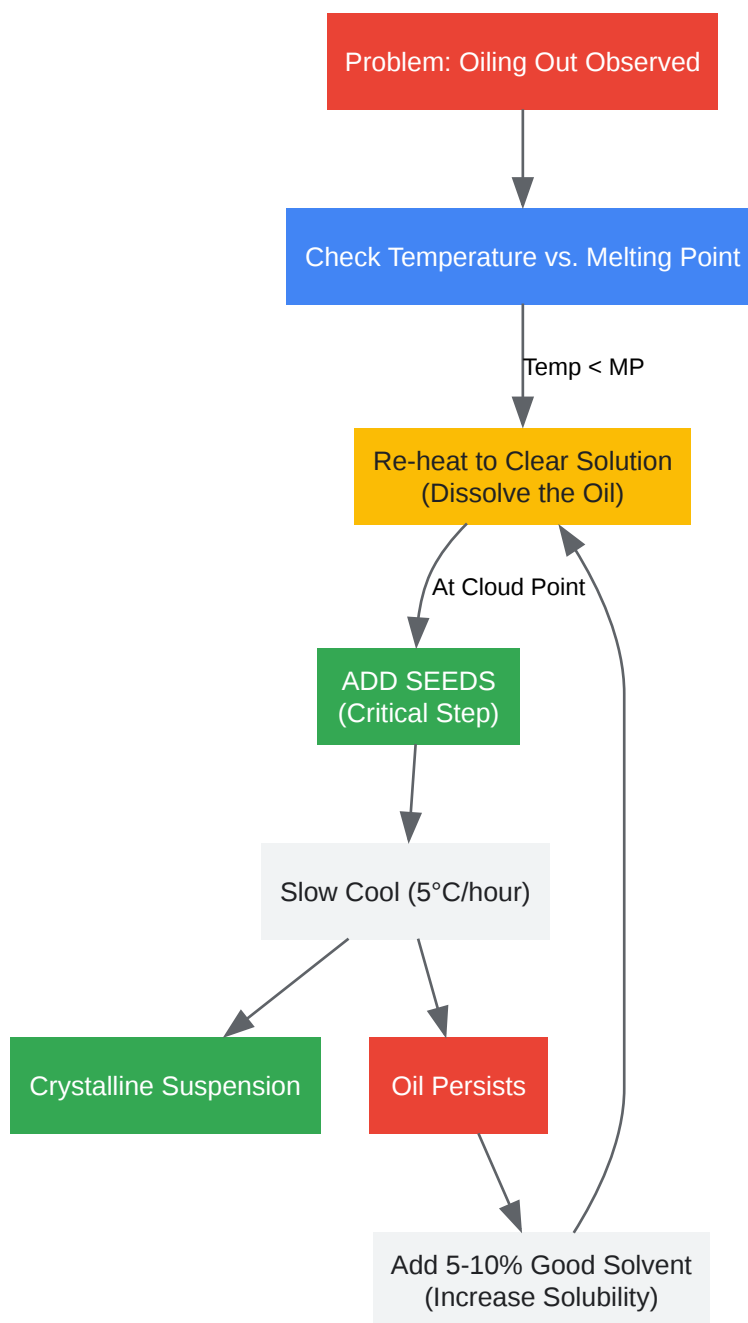 Problem: Oiling Out Observed
Check Temperature vs. Melting Point
Temp < MP
Re-heat to Clear Solution
(Dissolve the Oil)
At Cloud Point
ADD SEEDS
(Critical Step)
Slow Cool (5°C/hour)
Crystalline Suspension
Oil Persists
Add 5-10% Good Solvent
(Increase Solubility)